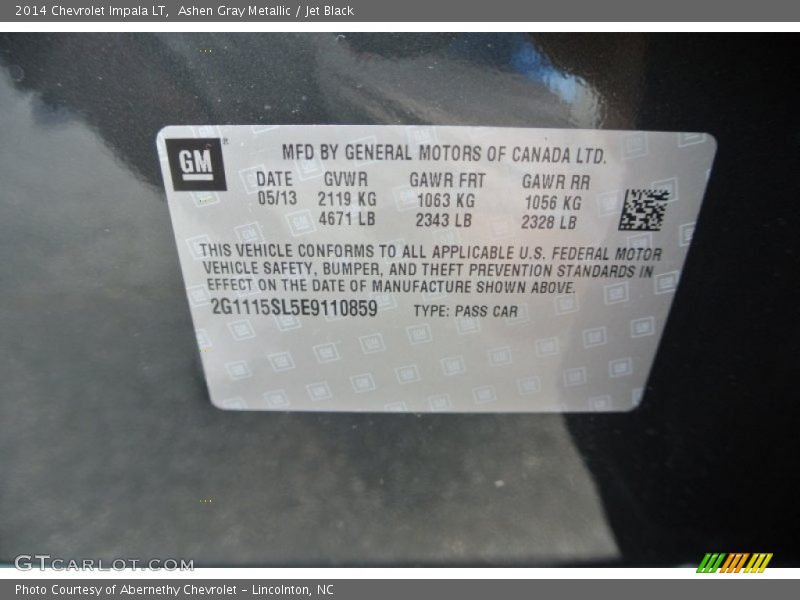 2014 Chevrolet Impala LT,  Ashen Gray Metallic / Jet Black
GM
®
MFD BY GENERAL MOTORS OF CANADA LTD.
DATE GVWR GAWR FRT GAWR RR
05/13 2119 KG 1063 KG 1056 KG
4671 LB 2343 LB 2328 LB
THIS VEHICLE CONFORMS TO ALL APPLICABLE U.S. FEDERAL MOTOR
VEHICLE SAFETY, BUMPER, AND THEFT PREVENTION STANDARDS IN
EFFECT ON THE DATE OF MANUFACTURE SHOWN ABOVE.
2G1115SL5E9110859 TYPE: PASS CAR
GTCARLOT.COM
Photo Courtesy of Abernethy Chevrolet – Lincolnton, NC